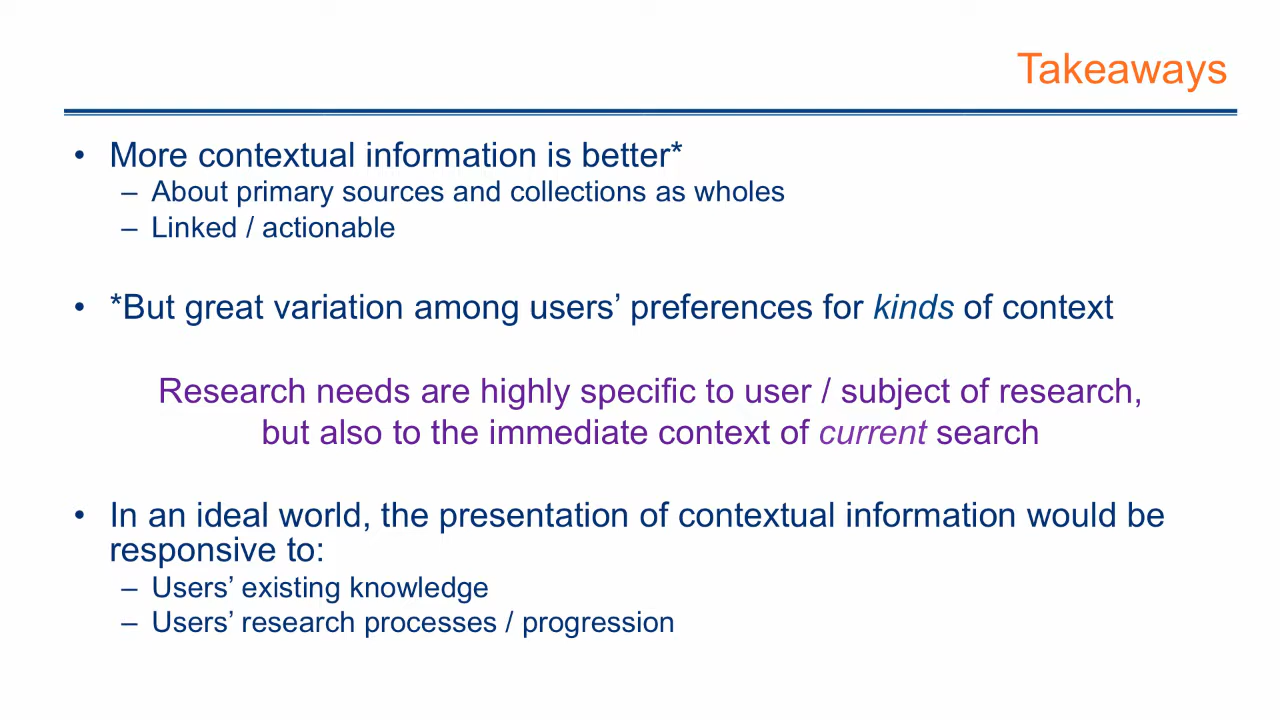 Takeaways
• More contextual information is better*
– About primary sources and collections as wholes
– Linked / actionable
• *But great variation among users’ preferences for kinds of context
Research needs are highly specific to user / subject of research,
but also to the immediate context of current search
• In an ideal world, the presentation of contextual information would be
responsive to:
– Users’ existing knowledge
– Users’ research processes / progression